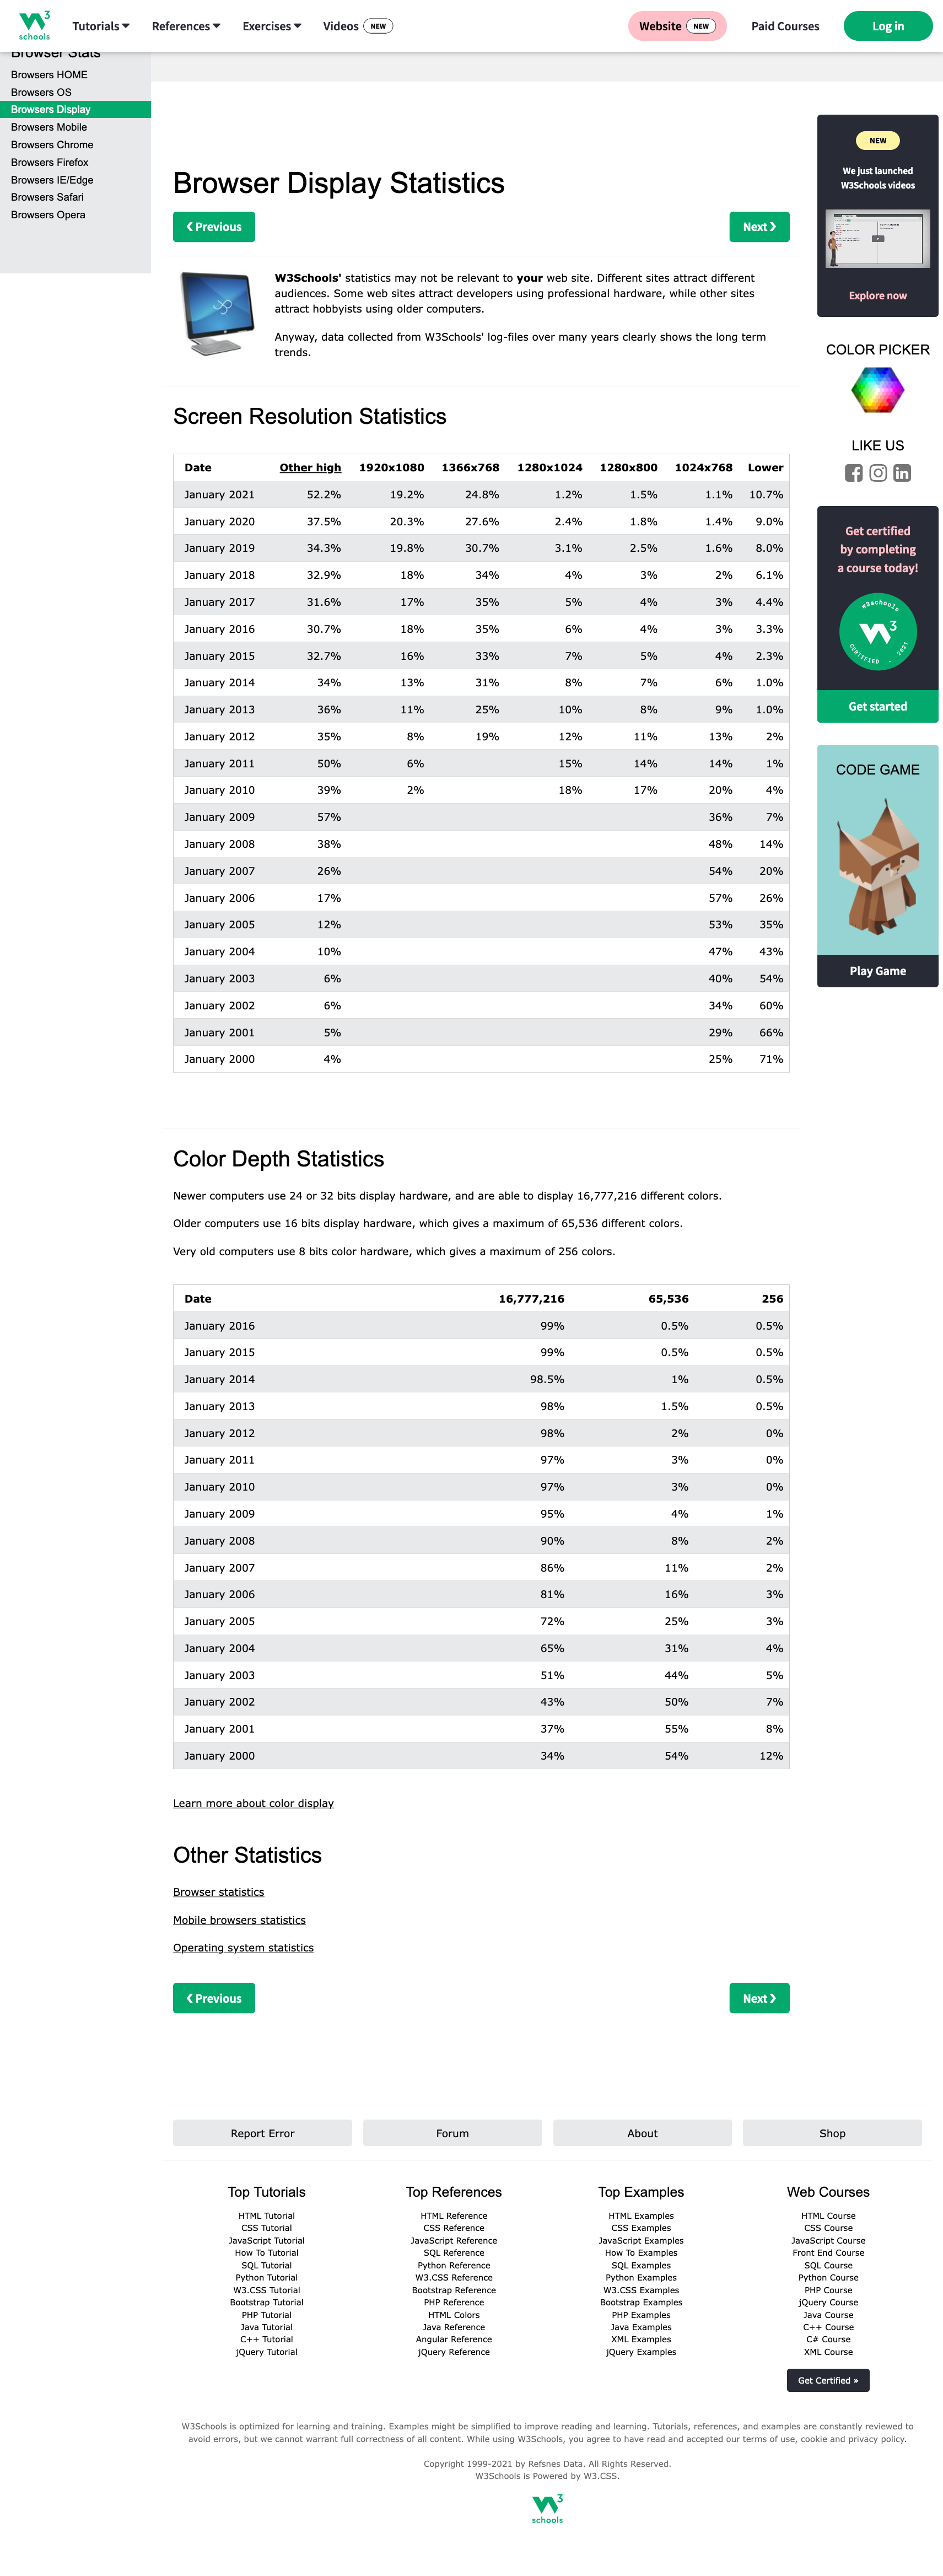 W3 schools
Tutorials References Exercises Videos NEW Website NEW Paid Courses Log in
Browser Stats
Browsers HOME
Browsers OS
Browsers Display
Browsers Mobile
Browsers Chrome
Browsers Firefox
Browsers IE/Edge
Browsers Safari
Browsers Opera
Browser Display Statistics
❮ Previous Next ❯
W3Schools' statistics may not be relevant to your web site. Different sites attract different
audiences. Some web sites attract developers using professional hardware, while other sites
attract hobbyists using older computers.
Anyway, data collected from W3Schools' log-files over many years clearly shows the long term
trends.
Screen Resolution Statistics
Date Other high 1920x1080 1366x768 1280x1024 1280x800 1024x768 Lower
January 2021 52.2% 19.2% 24.8% 1.2% 1.5% 1.1% 10.7%
January 2020 37.5% 20.3% 27.6% 2.4% 1.8% 1.4% 9.0%
January 2019 34.3% 19.8% 30.7% 3.1% 2.5% 1.6% 8.0%
January 2018 32.9% 18% 34% 4% 3% 2% 6.1%
January 2017 31.6% 17% 35% 5% 4% 3% 4.4%
January 2016 30.7% 18% 35% 6% 4% 3% 3.3%
January 2015 32.7% 16% 33% 7% 5% 4% 2.3%
January 2014 34% 13% 31% 8% 7% 6% 1.0%
January 2013 36% 11% 25% 10% 8% 9% 1.0%
January 2012 35% 8% 19% 12% 11% 13% 2%
January 2011 50% 6% 15% 14% 14% 1%
January 2010 39% 2% 18% 17% 20% 4%
January 2009 57% 36% 7%
January 2008 38% 48% 14%
January 2007 26% 54% 20%
January 2006 17% 57% 26%
January 2005 12% 53% 35%
January 2004 10% 47% 43%
January 2003 6% 40% 54%
January 2002 6% 34% 60%
January 2001 5% 29% 66%
January 2000 4% 25% 71%
Color Depth Statistics
Newer computers use 24 or 32 bits display hardware, and are able to display 16,777,216 different colors.
Older computers use 16 bits display hardware, which gives a maximum of 65,536 different colors.
Very old computers use 8 bits color hardware, which gives a maximum of 256 colors.
Date 16,777,216 65,536 256
January 2016 99% 0.5% 0.5%
January 2015 99% 0.5% 0.5%
January 2014 98.5% 1% 0.5%
January 2013 98% 1.5% 0.5%
January 2012 98% 2% 0%
January 2011 97% 3% 0%
January 2010 97% 3% 0%
January 2009 95% 4% 1%
January 2008 90% 8% 2%
January 2007 86% 11% 2%
January 2006 81% 16% 3%
January 2005 72% 25% 3%
January 2004 65% 31% 4%
January 2003 51% 44% 5%
January 2002 43% 50% 7%
January 2001 37% 55% 8%
January 2000 34% 54% 12%
Learn more about color display
Other Statistics
Browser statistics
Mobile browsers statistics
Operating system statistics
❮ Previous Next ❯
NEW
We just launched
W3Schools videos
Explore now
COLOR PICKER
LIKE US
Get certified
by completing
a course today!
w3schools
W3
CERTIFIED . 2021
Get started
CODE GAME
Play Game
Report Error Forum About Shop
Top Tutorials
HTML Tutorial
CSS Tutorial
JavaScript Tutorial
How To Tutorial
SQL Tutorial
Python Tutorial
W3.CSS Tutorial
Bootstrap Tutorial
PHP Tutorial
Java Tutorial
C++ Tutorial
jQuery Tutorial
Top References
HTML Reference
CSS Reference
JavaScript Reference
SQL Reference
Python Reference
W3.CSS Reference
Bootstrap Reference
PHP Reference
HTML Colors
Java Reference
Angular Reference
jQuery Reference
Top Examples
HTML Examples
CSS Examples
JavaScript Examples
How To Examples
SQL Examples
Python Examples
W3.CSS Examples
Bootstrap Examples
PHP Examples
Java Examples
XML Examples
jQuery Examples
Web Courses
HTML Course
CSS Course
JavaScript Course
Front End Course
SQL Course
Python Course
PHP Course
jQuery Course
Java Course
C++ Course
C# Course
XML Course
Get Certified »
W3Schools is optimized for learning and training. Examples might be simplified to improve reading and learning. Tutorials, references, and examples are constantly reviewed to
avoid errors, but we cannot warrant full correctness of all content. While using W3Schools, you agree to have read and accepted our terms of use, cookie and privacy policy.
Copyright 1999-2021 by Refsnes Data. All Rights Reserved.
W3Schools is Powered by W3.CSS.
W3 schools